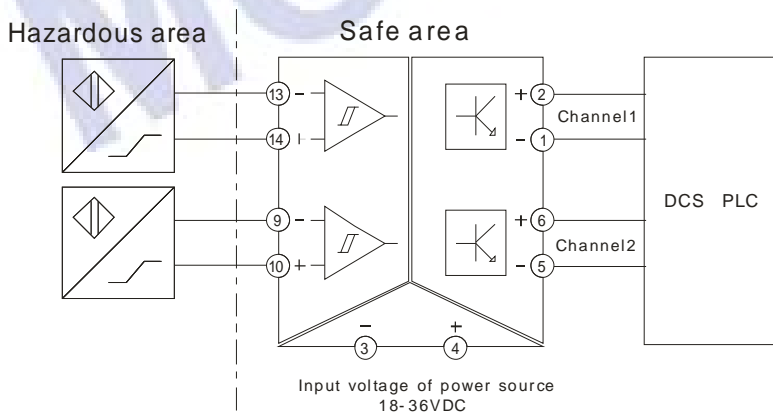 Hazardous area
Safe area
13 -
14 +
9 -
10 +
+ 2
- 1
Channel1
+ 6
- 5
Channel2
DCS PLC
- +
3 4
Input voltage of power source
18-36VDC